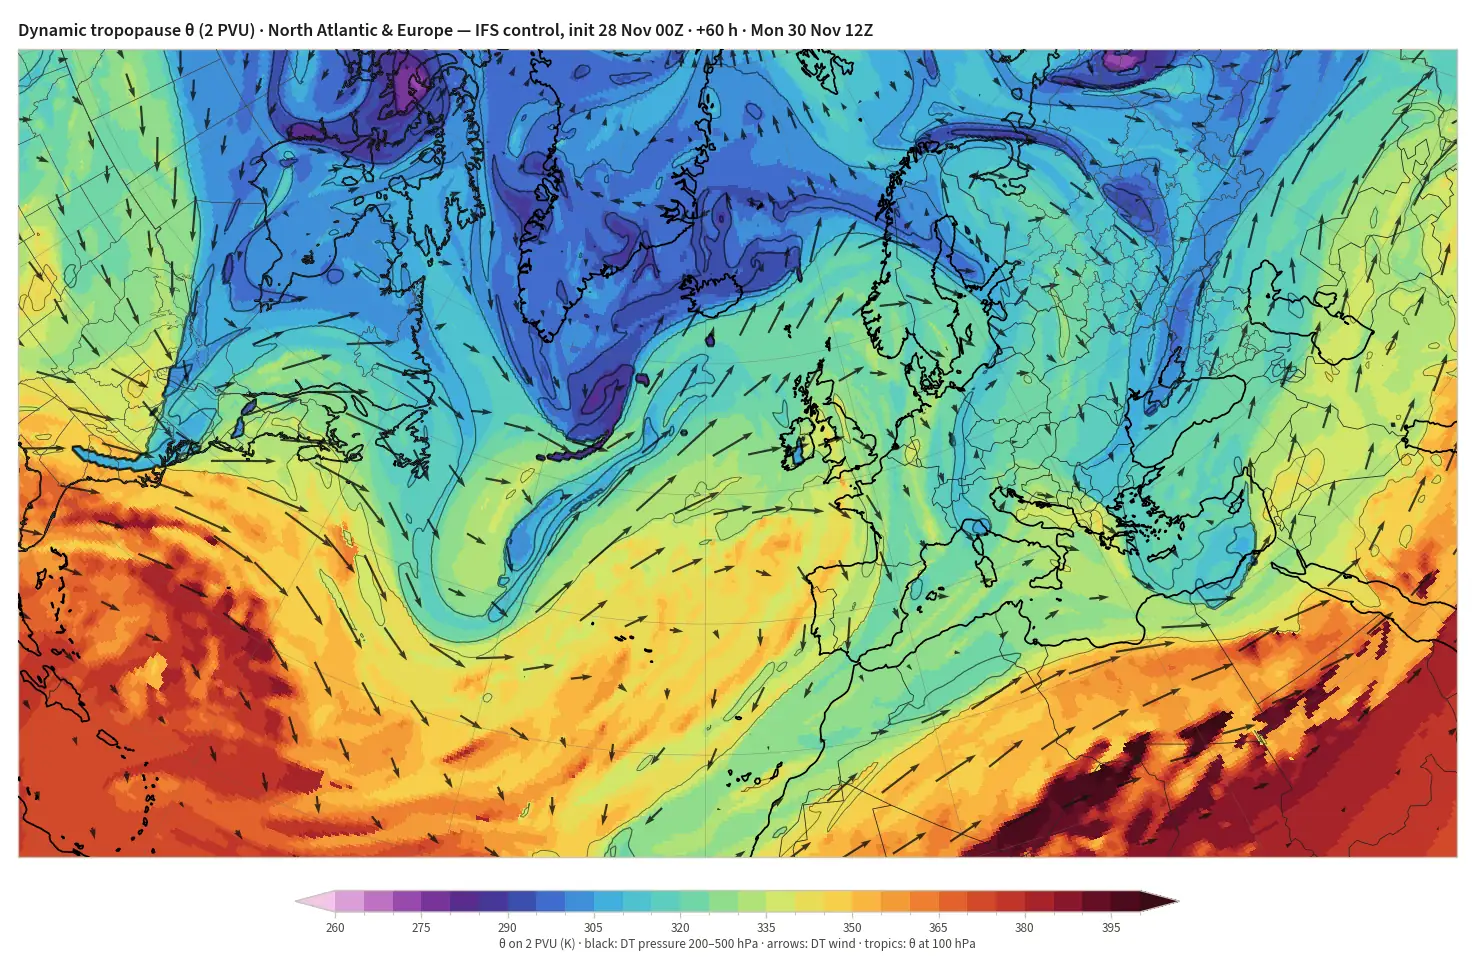 Dynamic tropopause θ (2 PVU) · North Atlantic & Europe — IFS control, init 28 Nov 00Z · +60 h · Mon 30 Nov 12Z
260 275 290 305 320 335 350 365 380 395
θ on 2 PVU (K) · black: DT pressure 200–500 hPa · arrows: DT wind · tropics: θ at 100 hPa